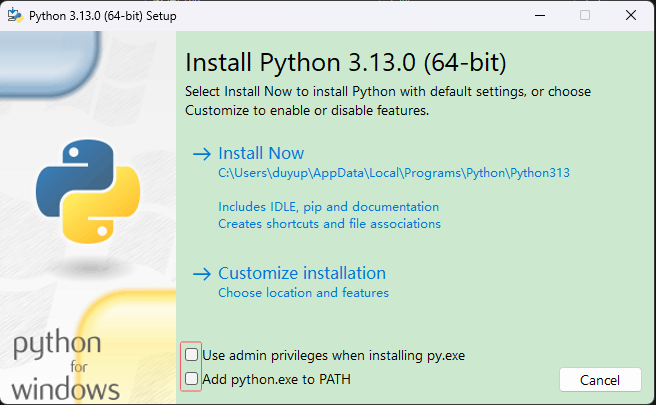 Python 3.13.0 (64-bit) Setup
Install Python 3.13.0 (64-bit)
Select Install Now to install Python with default settings, or choose
Customize to enable or disable features.
Install Now
C:\Users\duyup\AppData\Local\Programs\Python\Python313
Includes IDLE, pip and documentation
Creates shortcuts and file associations
Customize installation
Choose location and features
Use admin privileges when installing py.exe
Add python.exe to PATH
Cancel
python
for
windows